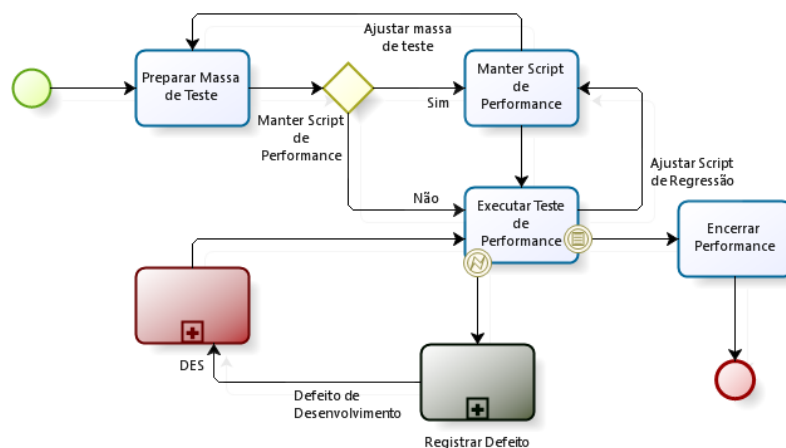 Ajustar massa
de teste
Preparar Massa
de Teste
Manter Script
de
Performance
Sim
Manter Script
de
Performance
Ajustar Script
de Regressão
Não
Executar Teste
de
Performance
Encerrar
Performance
DES
Defeito de
Desenvolvimento
Registrar Defeito